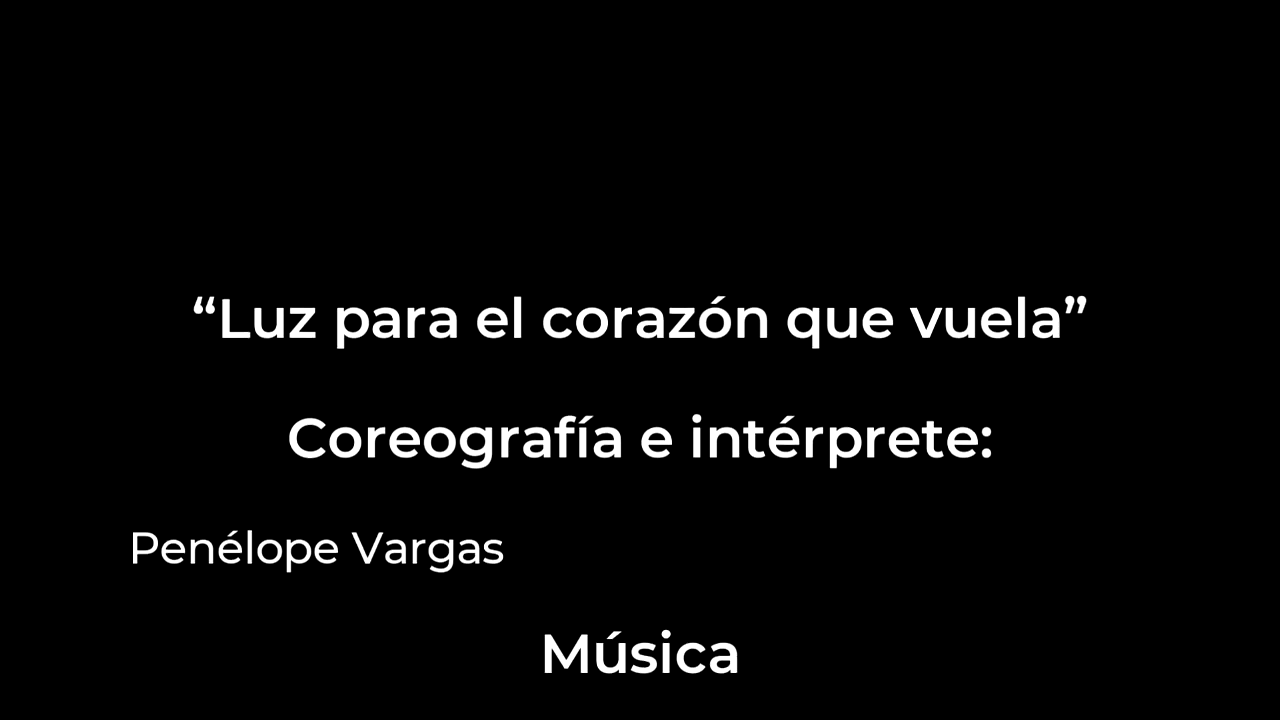 “Luz para el corazón que vuela”
Coreografía e intérprete:
Penélope Vargas
Música